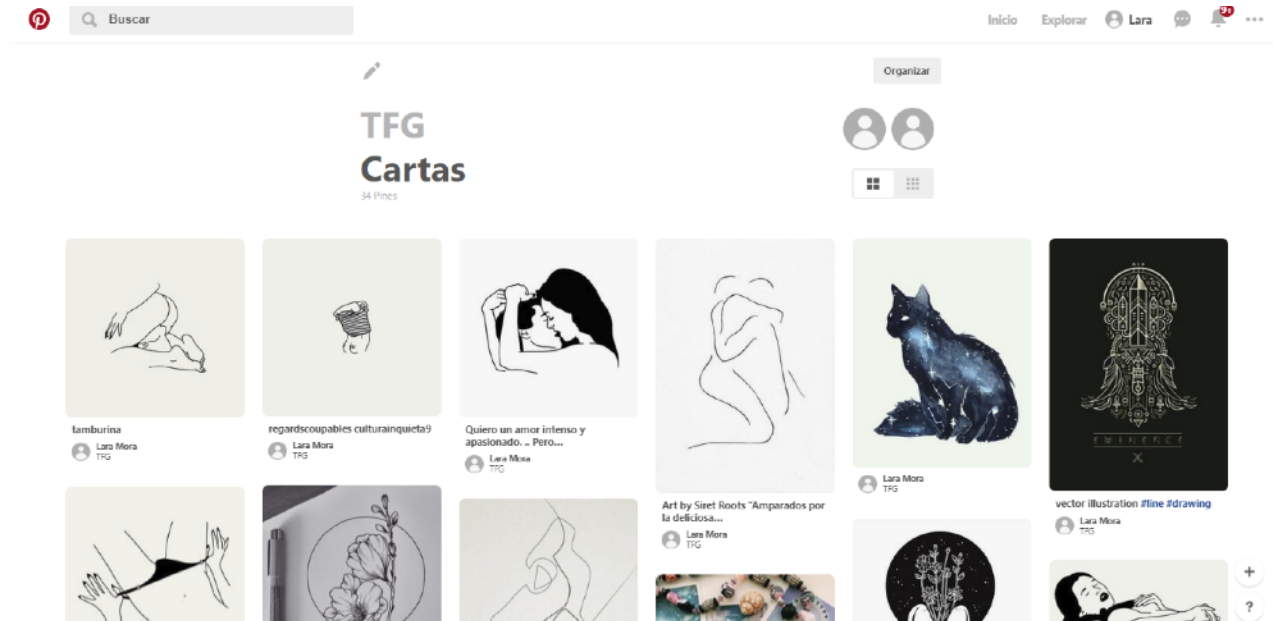 Buscar
Inicio Explorar Lara 9+
Organizar
TFG
Cartas
34 Pines
tamburina
Lara Mora
TFG
regardscoupables culturainquieta9
Lara Mora
TFG
Quiero un amor intenso y
apasionado. .. Pero...
Lara Mora
TFG
Art by Siret Roots "Amparados por
la deliciosa...
Lara Mora
TFG
Lara Mora
TFG
EMINENCE
vector illustration #line #drawing
Lara Mora
TFG
+
?